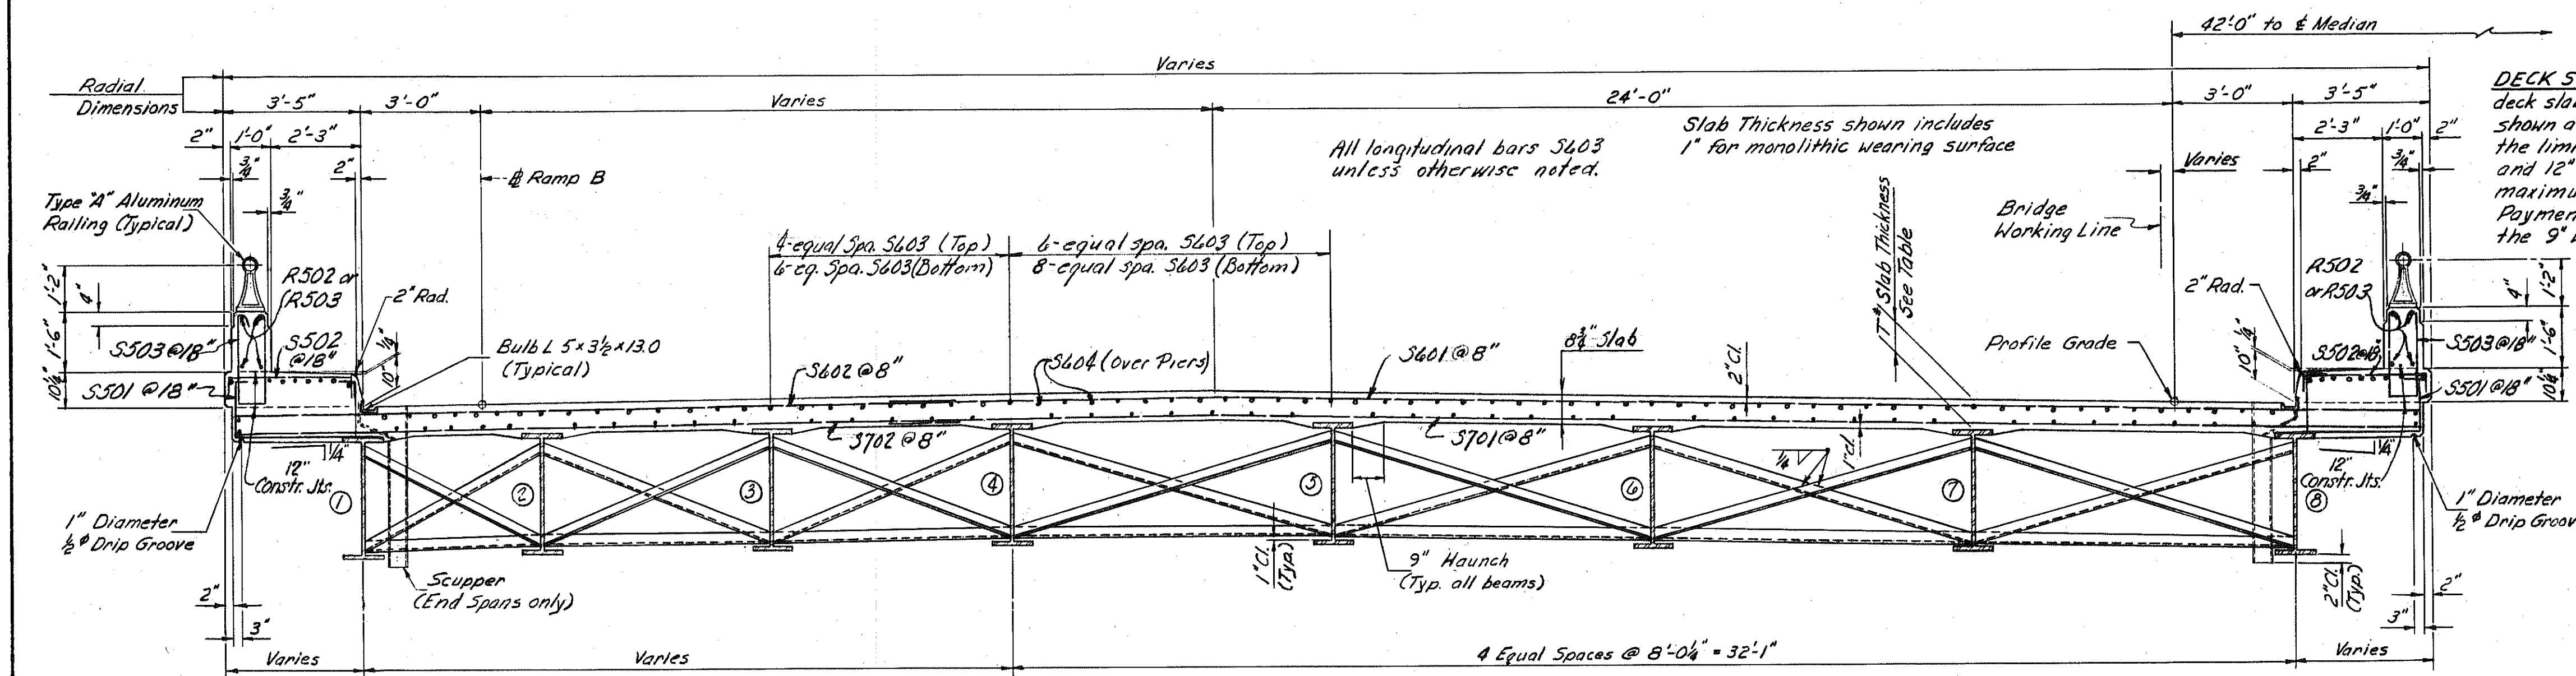 42'-0" to ℄ Median
Varies
Radial
Dimensions
3'-5"
3'-0"
Varies
24'-0"
3'-0"
3'-5"
2"
1'-0"
2'-3"
2'-3"
1'-0"
2"
3/4"
2"
Varies
2"
3/4"
3/4"
3/4"
DECK S
deck sla
shown a
the limi
and 12"
maximu
Paymen
the 9"
Slab Thickness shown includes
1" for monolithic wearing surface
All longitudinal bars S603
unless otherwise noted.
℄ Ramp B
Type "A" Aluminum
Railing (Typical)
Bridge
Working Line
"T" Slab Thickness
See Table
4-equal Spa. S603 (Top)
6-eq. Spa. S603 (Bottom)
6-equal spa. S603 (Top)
8-equal spa. S603 (Bottom)
R502 or
R503
2" Rad.
2" Rad.
R502
or R503
1'-2"
4"
1'-6"
10 1/4"
4"
1'-2"
1'-6"
10 1/4"
S503 @ 18"
S502
@ 18"
1/4"
10"
Bulb L 5 x 3 1/2 x 13.0
(Typical)
8 3/4" Slab
Profile Grade
10"
1/4"
S502 @ 18"
S503 @ 18"
S501 @ 18"
S602 @ 8"
S604 (Over Piers)
S601 @ 8"
2" Cl.
S501 @ 18"
S702 @ 8"
S701 @ 8"
1" Cl.
1/4
1/4"
12"
Constr. Jts.
1/4"
12"
Constr. Jts.
1
2
3
4
5
6
7
8
1" Diameter
1/2 ⌀ Drip Groove
1" Diameter
1/2 ⌀ Drip Groove
Scupper
(End Spans only)
1" Cl.
(Typ.)
9" Haunch
(Typ. all beams)
2" Cl.
(Typ.)
2"
3"
2"
3"
Varies
Varies
4 Equal Spaces @ 8'-0 1/4" = 32'-1"
Varies